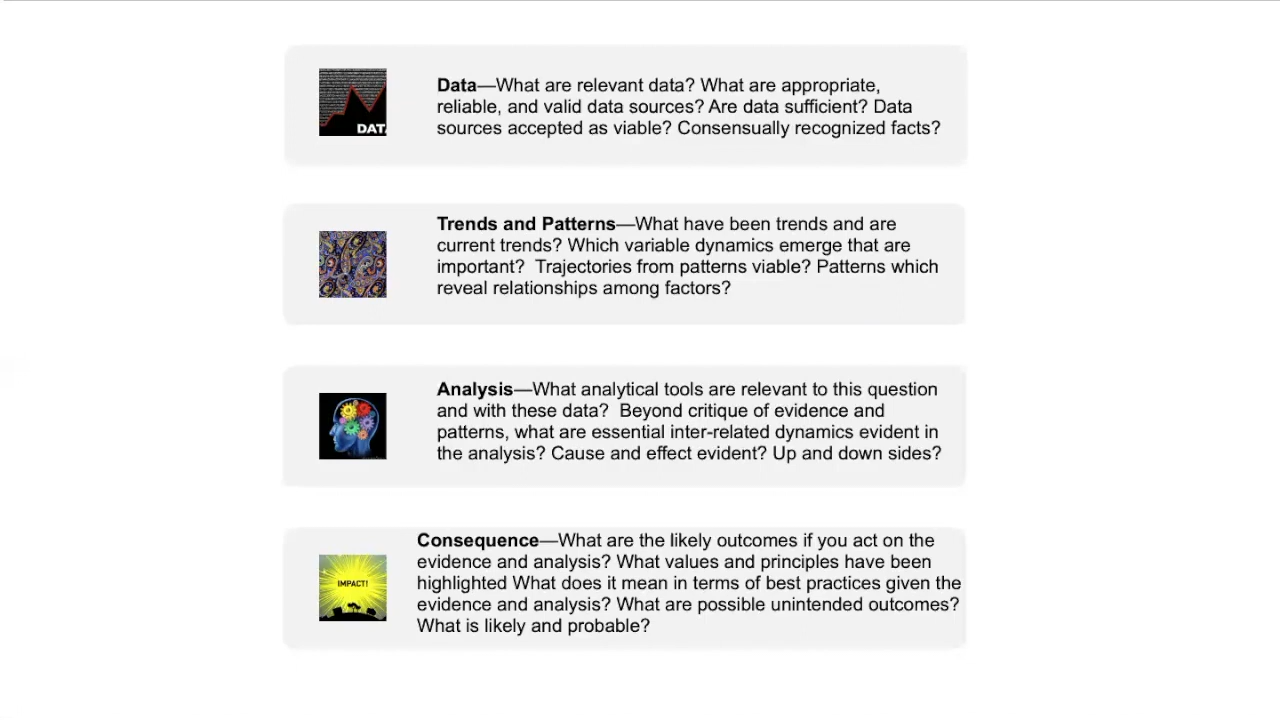 DATA
Data—What are relevant data? What are appropriate,
reliable, and valid data sources? Are data sufficient? Data
sources accepted as viable? Consensually recognized facts?
Trends and Patterns—What have been trends and are
current trends? Which variable dynamics emerge that are
important?  Trajectories from patterns viable? Patterns which
reveal relationships among factors?
Analysis—What analytical tools are relevant to this question
and with these data?  Beyond critique of evidence and
patterns, what are essential inter-related dynamics evident in
the analysis? Cause and effect evident? Up and down sides?
IMPACT!
Consequence—What are the likely outcomes if you act on the
evidence and analysis? What values and principles have been
highlighted What does it mean in terms of best practices given the
evidence and analysis? What are possible unintended outcomes?
What is likely and probable?